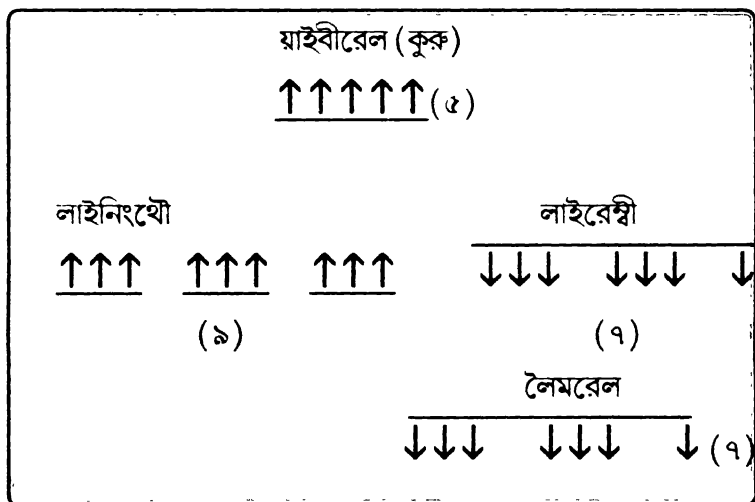 য়াইবীরেল (কুরু)
↑↑↑↑↑(৫)
লাইনিংথৌ লাইরেম্বী
↑↑↑ ↑↑↑ ↑↑↑ ↓↓↓ ↓↓↓ ↓
(৯) (৭)
লৈমরেল
↓↓↓ ↓↓↓ ↓ (৭)